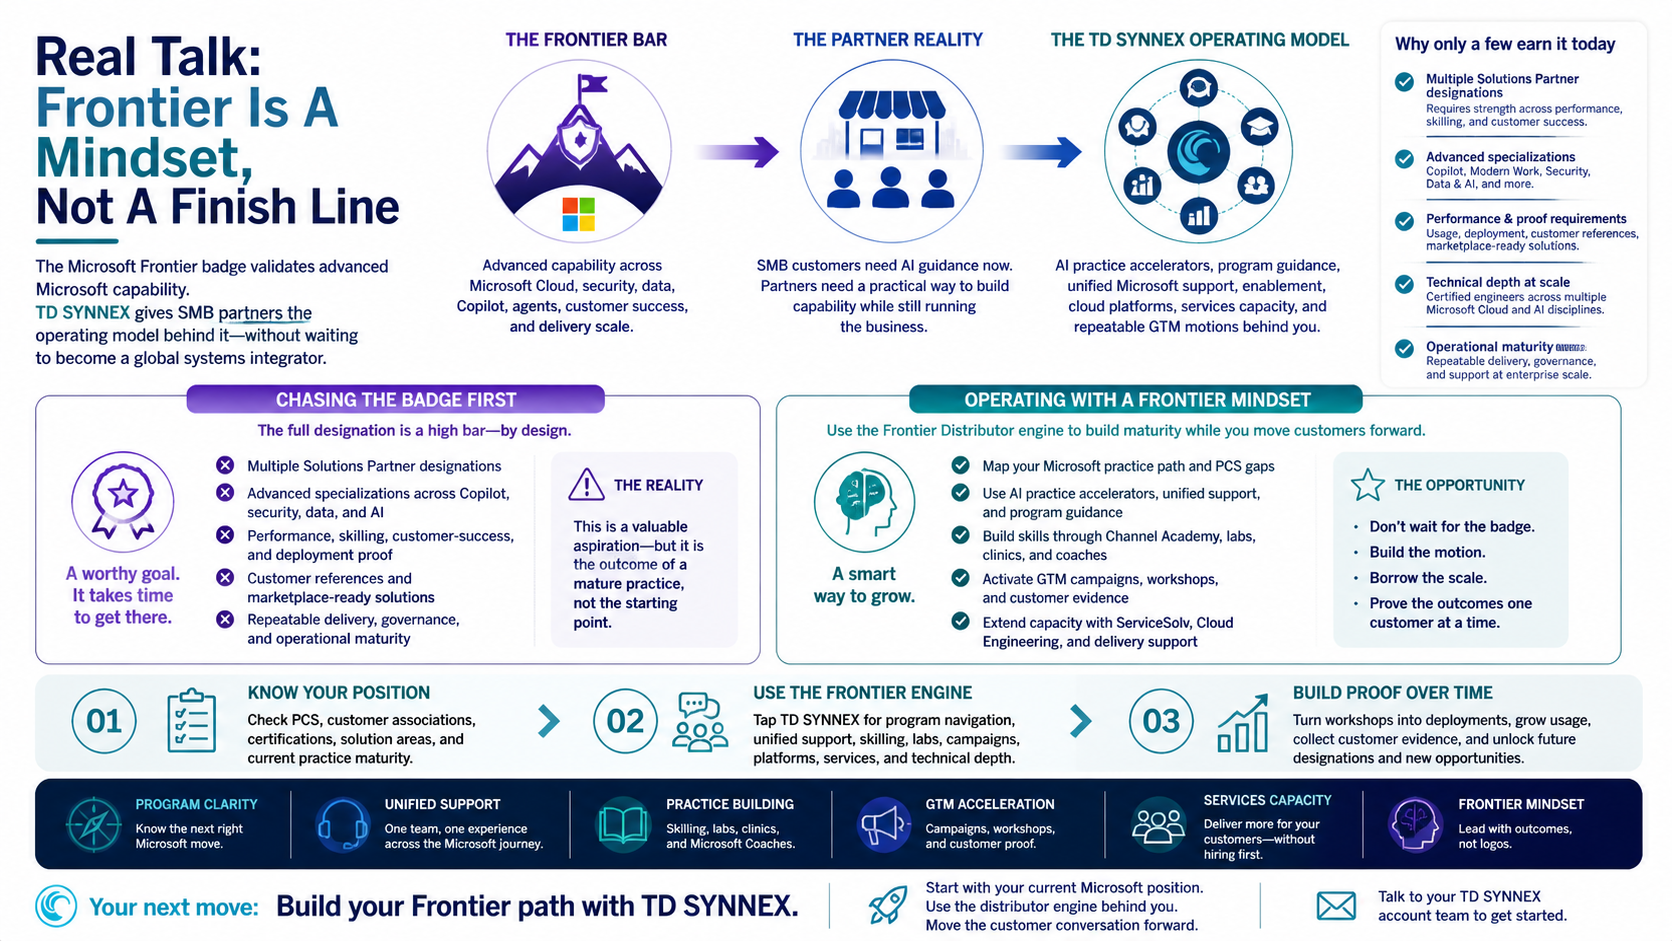 Real Talk:
Frontier Is A
Mindset,
Not A Finish Line
The Microsoft Frontier badge validates advanced
Microsoft capability.
TD SYNNEX gives SMB partners the
operating model behind it—without waiting
to become a global systems integrator.
THE FRONTIER BAR
Advanced capability across
Microsoft Cloud, security, data,
Copilot, agents, customer success,
and delivery scale.
THE PARTNER REALITY
SMB customers need AI guidance now.
Partners need a practical way to build
capability while still running
the business.
THE TD SYNNEX OPERATING MODEL
AI practice accelerators, program guidance,
unified Microsoft support, enablement,
cloud platforms, services capacity, and
repeatable GTM motions behind you.
Why only a few earn it today
Multiple Solutions Partner
designations
Requires strength across performance,
skilling, and customer success.
Advanced specializations
Copilot, Modern Work, Security,
Data & AI, and more.
Performance & proof requirements
Usage, deployment, customer references,
marketplace-ready solutions.
Technical depth at scale
Certified engineers across multiple
Microsoft Cloud and AI disciplines.
Operational maturity
Repeatable delivery, governance,
and support at enterprise scale.
CHASING THE BADGE FIRST
The full designation is a high bar—by design.
A worthy goal.
It takes time
to get there.
Multiple Solutions Partner designations
Advanced specializations across Copilot,
security, data, and AI
Performance, skilling, customer-success,
and deployment proof
Customer references and
marketplace-ready solutions
Repeatable delivery, governance,
and operational maturity
THE REALITY
This is a valuable
aspiration—but it is
the outcome of a
mature practice,
not the starting
point.
OPERATING WITH A FRONTIER MINDSET
Use the Frontier Distributor engine to build maturity while you move customers forward.
A smart
way to grow.
Map your Microsoft practice path and PCS gaps
Use AI practice accelerators, unified support,
and program guidance
Build skills through Channel Academy, labs,
clinics, and coaches
Activate GTM campaigns, workshops,
and customer evidence
Extend capacity with ServiceSolv, Cloud
Engineering, and delivery support
THE OPPORTUNITY
• Don't wait for the badge.
• Build the motion.
• Borrow the scale.
• Prove the outcomes one
customer at a time.
01
KNOW YOUR POSITION
Check PCS, customer associations,
certifications, solution areas, and
current practice maturity.
02
USE THE FRONTIER ENGINE
Tap TD SYNNEX for program navigation,
unified support, skilling, labs, campaigns,
platforms, services, and technical depth.
03
BUILD PROOF OVER TIME
Turn workshops into deployments, grow usage,
collect customer evidence, and unlock future
designations and new opportunities.
PROGRAM CLARITY
Know the next right
Microsoft move.
UNIFIED SUPPORT
One team, one experience
across the Microsoft journey.
PRACTICE BUILDING
Skilling, labs, clinics,
and Microsoft Coaches.
GTM ACCELERATION
Campaigns, workshops,
and customer proof.
SERVICES CAPACITY
Deliver more for your
customers—without
hiring first.
FRONTIER MINDSET
Lead with outcomes,
not logos.
Your next move: Build your Frontier path with TD SYNNEX.
Start with your current Microsoft position.
Use the distributor engine behind you.
Move the customer conversation forward.
Talk to your TD SYNNEX
account team to get started.